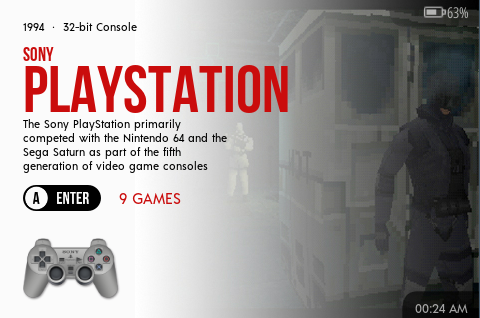 63%
1994 · 32-bit Console
SONY
PLAYSTATION
The Sony PlayStation primarily
competed with the Nintendo 64 and the
Sega Saturn as part of the fifth
generation of video game consoles
A ENTER 9 GAMES
SONY
00:24 AM